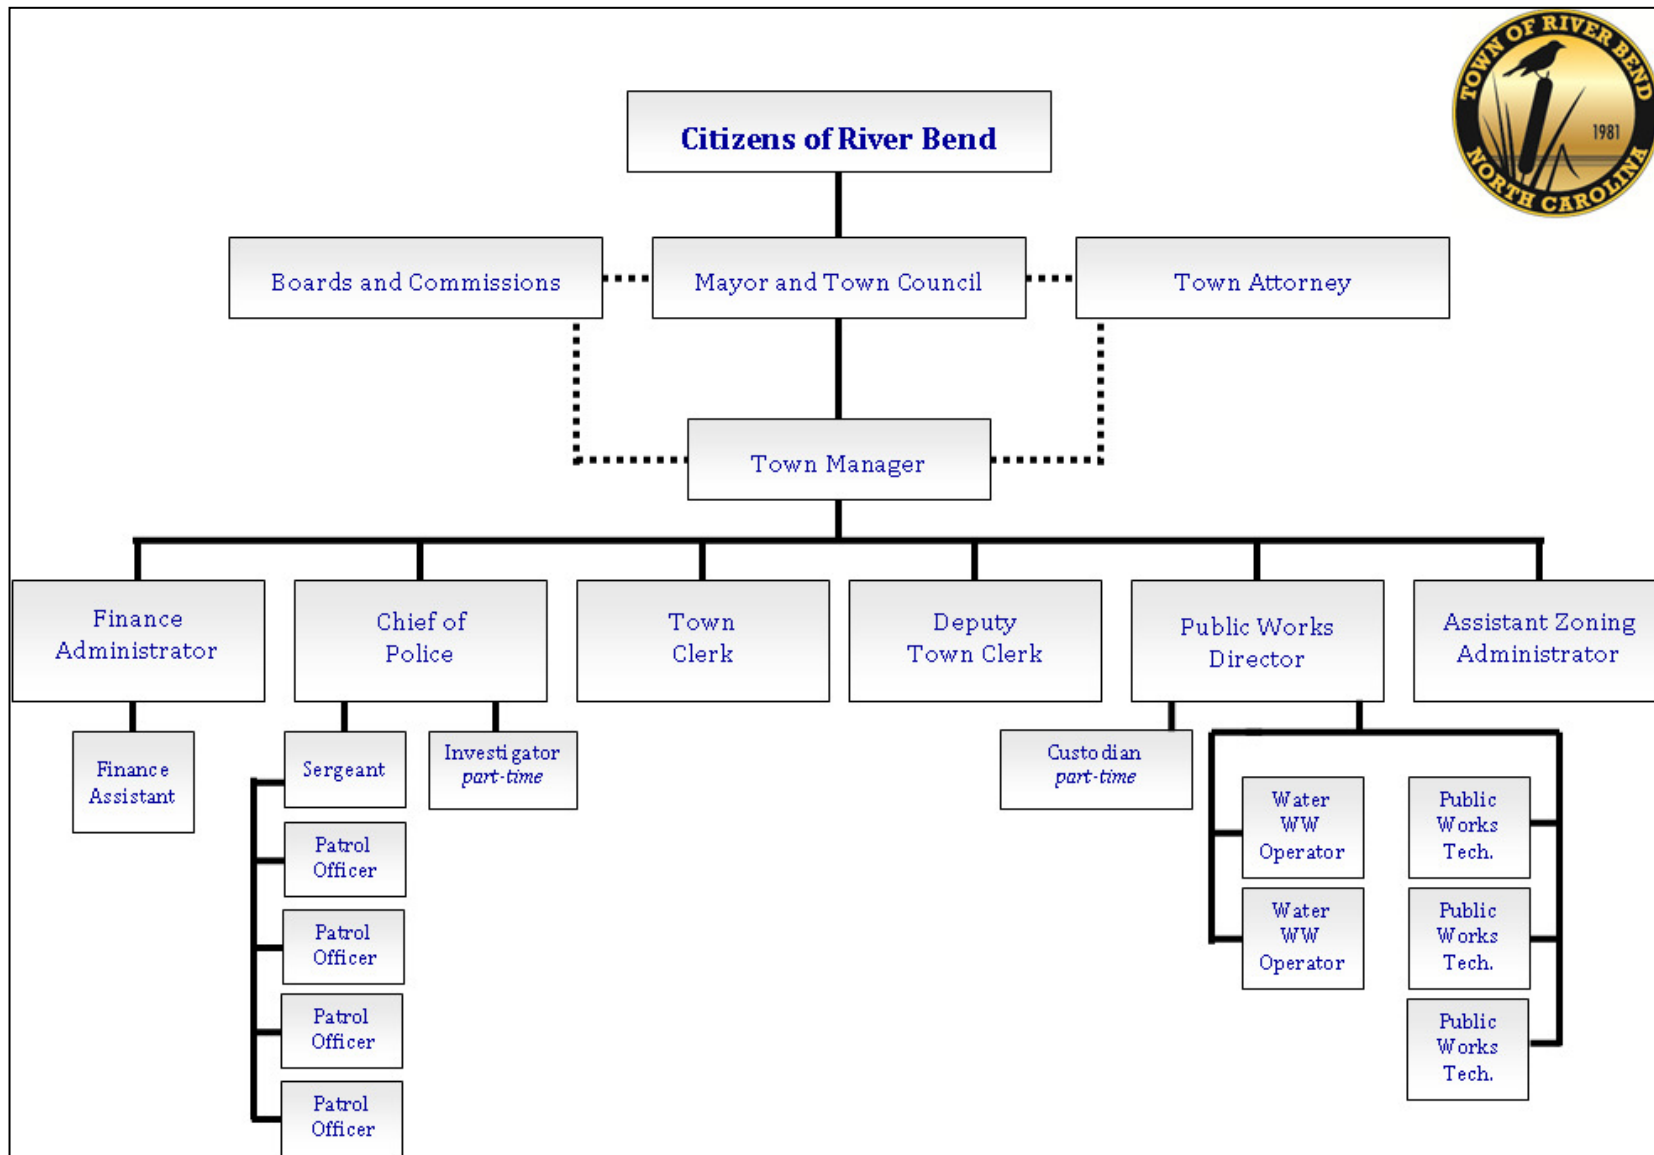 TOWN OF RIVER BEND
1981
NORTH CAROLINA
Citizens of River Bend
Boards and Commissions
Mayor and Town Council
Town Attorney
Town Manager
Finance
Administrator
Chief of
Police
Town
Clerk
Deputy
Town Clerk
Public Works
Director
Assistant Zoning
Administrator
Finance
Assistant
Sergeant
Investigator
part-time
Custodian
part-time
Patrol
Officer
Patrol
Officer
Patrol
Officer
Patrol
Officer
Water
WW
Operator
Water
WW
Operator
Public
Works
Tech.
Public
Works
Tech.
Public
Works
Tech.